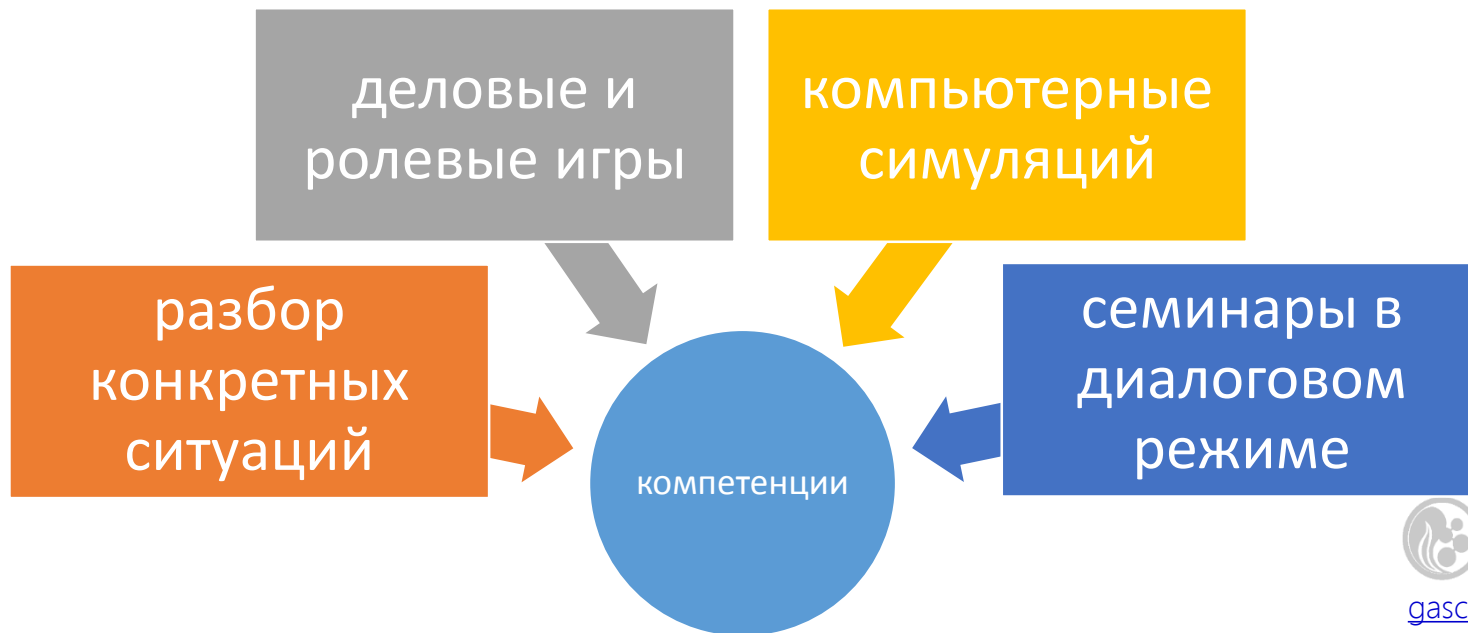 деловые и
ролевые игры
компьютерные
симуляций
разбор
конкретных
ситуаций
семинары в
диалоговом
режиме
компетенции
gasc